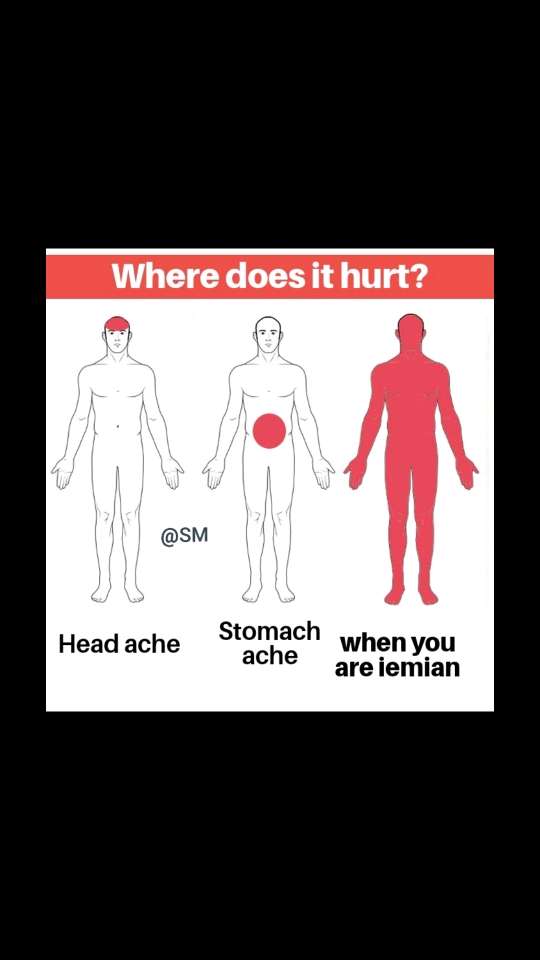 Where does it hurt?
@SM
Head ache
Stomach
ache
when you
are iemian